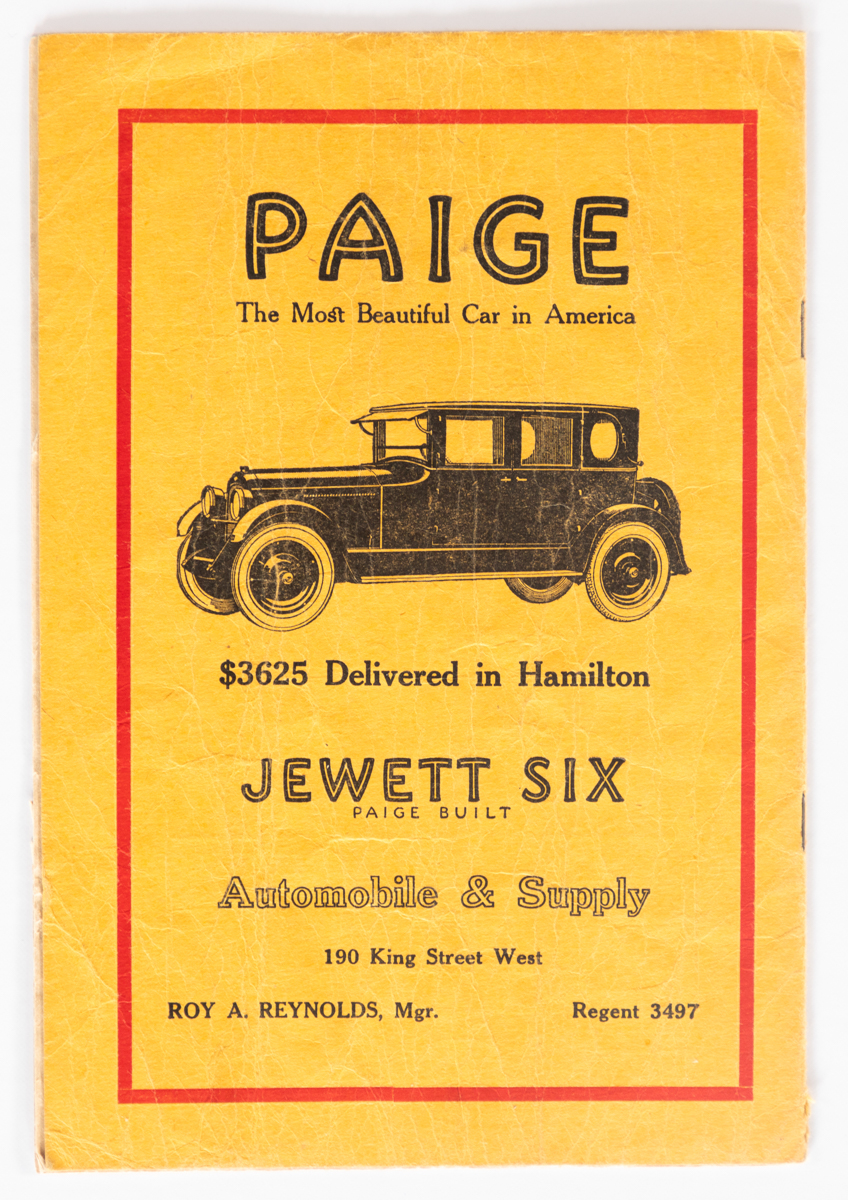 PAIGE
The Most Beautiful Car in America
$3625 Delivered in Hamilton
JEWETT SIX
PAIGE BUILT
Automobile & Supply
190 King Street West
ROY A. REYNOLDS, Mgr. Regent 3497